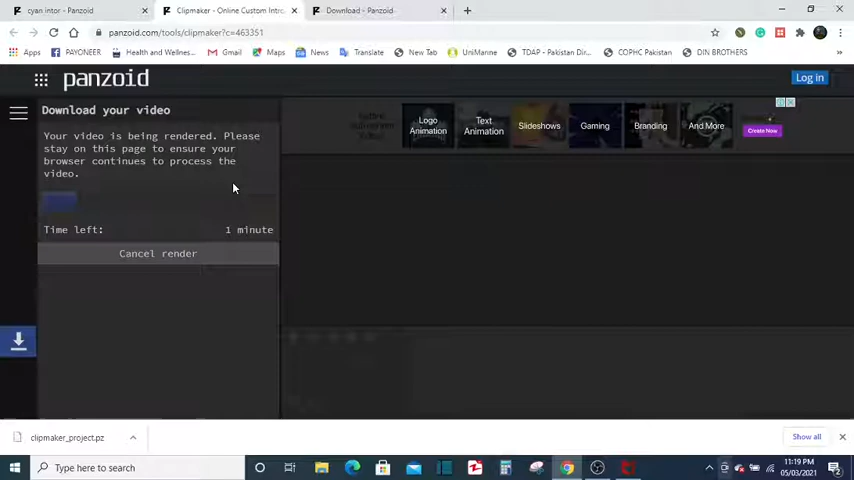 cyan intor - Panzoid
Clipmaker - Online Custom Intr
Download - Panzoid
panzoid.com/tools/clipmaker?c=463351
Apps
PAYONEER
Health and Wellnes...
Gmail
Maps
News
Translate
New Tab
UniMarine
TDAP - Pakistan Dir...
COPHC Pakistan
DIN BROTHERS
panzoid
Log in
Download your video
Your video is being rendered. Please
stay on this page to ensure your
browser continues to process the
video.
Time left: 1 minute
Cancel render
Logo
Animation
Text
Animation
Slideshows
Gaming
Branding
And More
Create Now
clipmaker_project.pz
Show all
Type here to search
11:19 PM
05/03/2021
2